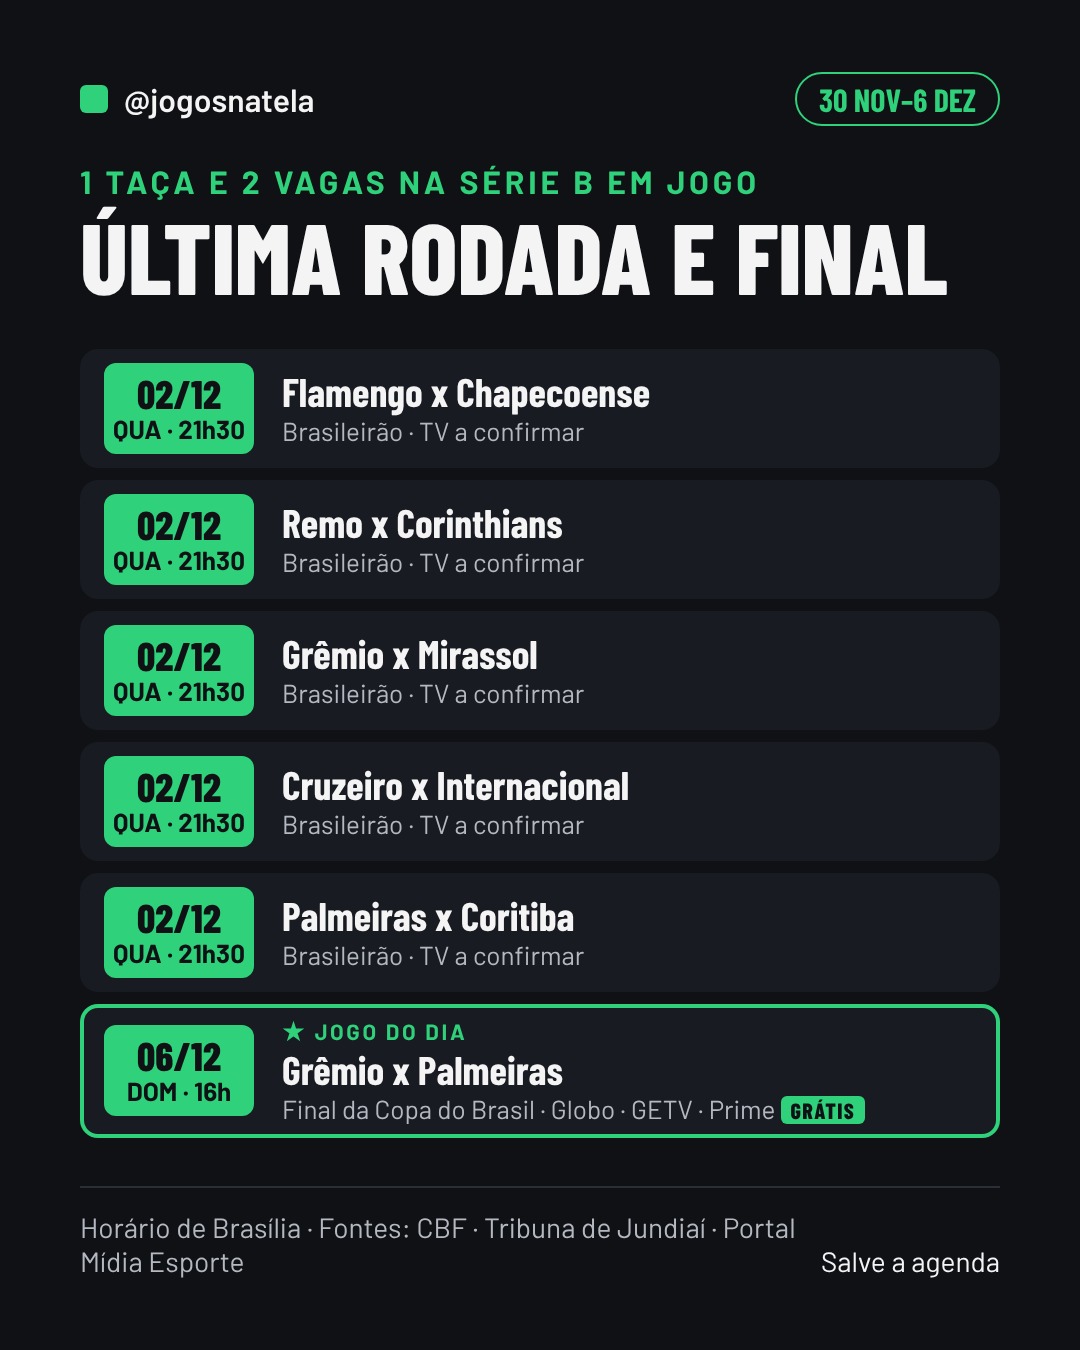 @jogosnatela
30 NOV–6 DEZ
1 TAÇA E 2 VAGAS NA SÉRIE B EM JOGO
ÚLTIMA RODADA E FINAL
02/12
QUA · 21h30
Flamengo x Chapecoense
Brasileirão · TV a confirmar
02/12
QUA · 21h30
Remo x Corinthians
Brasileirão · TV a confirmar
02/12
QUA · 21h30
Grêmio x Mirassol
Brasileirão · TV a confirmar
02/12
QUA · 21h30
Cruzeiro x Internacional
Brasileirão · TV a confirmar
02/12
QUA · 21h30
Palmeiras x Coritiba
Brasileirão · TV a confirmar
06/12
DOM · 16h
★ JOGO DO DIA
Grêmio x Palmeiras
Final da Copa do Brasil · Globo · GETV · Prime GRÁTIS
Horário de Brasília · Fontes: CBF · Tribuna de Jundiaí · Portal
Mídia Esporte
Salve a agenda